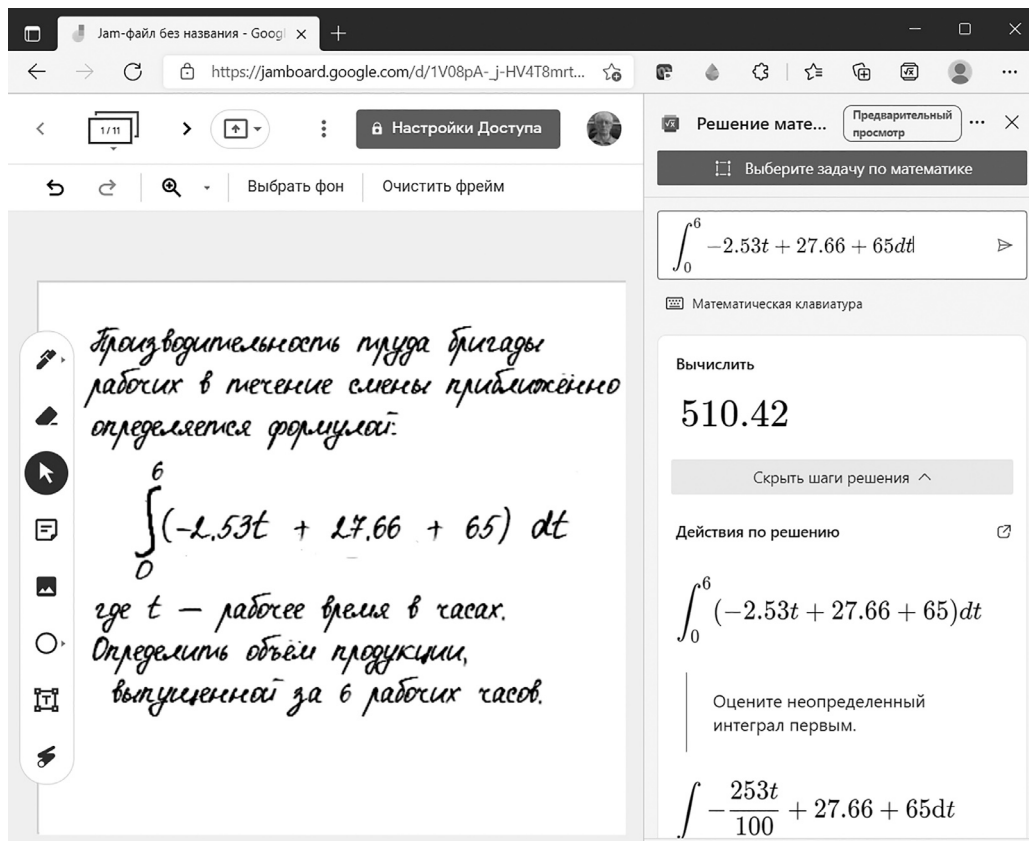 Jam-файл без названия - Googl
https://jamboard.google.com/d/1V08pA-_j-HV4T8mrt...
1 / 11
Настройки Доступа
Выбрать фон
Очистить фрейм
Производительность труда бригады
рабочих в течение смены приближённо
определяется формулой:
∫₀⁶(-2.53t + 27.66 + 65) dt
где t — рабочее время в часах.
Определить объём продукции,
выпущенной за 6 рабочих часов.
Решение мате...
Предварительный
просмотр
Выберите задачу по математике
∫₀⁶ −2.53t + 27.66 + 65dt
Математическая клавиатура
Вычислить
510.42
Скрыть шаги решения
Действия по решению
∫₀⁶ (−2.53t + 27.66 + 65)dt
Оцените неопределенный
интеграл первым.
∫ −253t/100 + 27.66 + 65dt